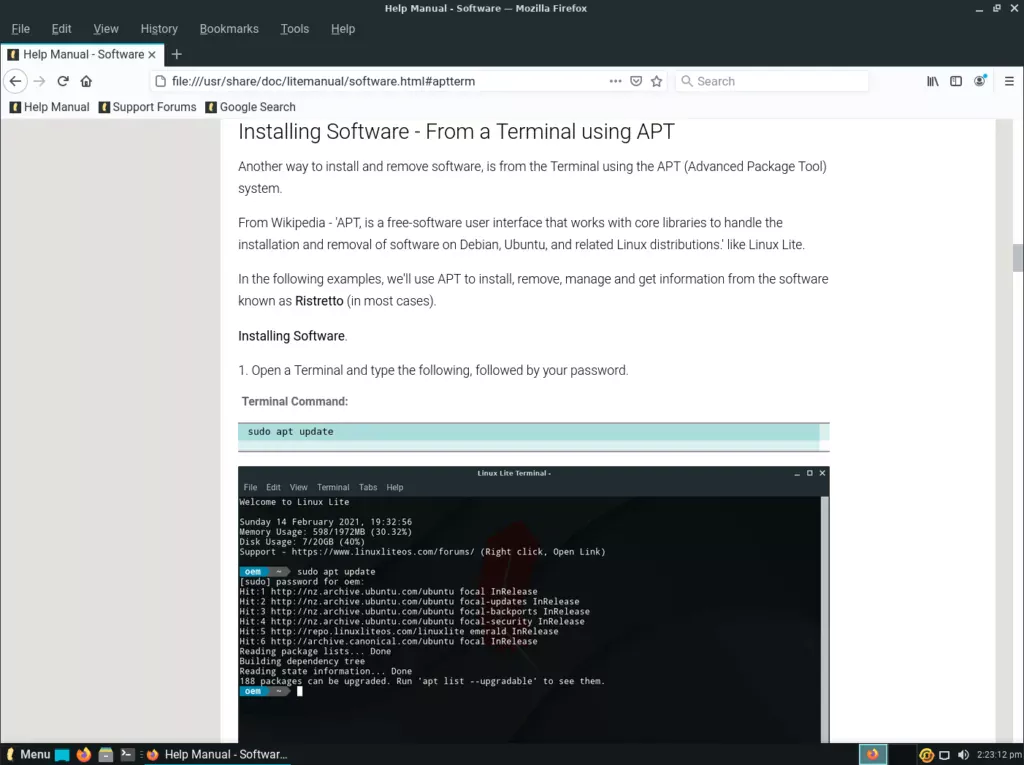 Help Manual - Software — Mozilla Firefox
File Edit View History Bookmarks Tools Help
Help Manual - Software
file:///usr/share/doc/litemanual/software.html#aptterm
Search
Help Manual Support Forums Google Search
Installing Software - From a Terminal using APT
Another way to install and remove software, is from the Terminal using the APT (Advanced Package Tool)
system.
From Wikipedia - 'APT, is a free-software user interface that works with core libraries to handle the
installation and removal of software on Debian, Ubuntu, and related Linux distributions.' like Linux Lite.
In the following examples, we'll use APT to install, remove, manage and get information from the software
known as Ristretto (in most cases).
Installing Software.
1. Open a Terminal and type the following, followed by your password.
Terminal Command:
sudo apt update
Linux Lite Terminal -
File Edit View Terminal Tabs Help
Welcome to Linux Lite
Sunday 14 February 2021, 19:32:56
Memory Usage: 598/1972MB (30.32%)
Disk Usage: 7/20GB (40%)
Support - https://www.linuxliteos.com/forums/ (Right click, Open Link)
oem ~ sudo apt update
[sudo] password for oem:
Hit:1 http://nz.archive.ubuntu.com/ubuntu focal InRelease
Hit:2 http://nz.archive.ubuntu.com/ubuntu focal-updates InRelease
Hit:3 http://nz.archive.ubuntu.com/ubuntu focal-backports InRelease
Hit:4 http://nz.archive.ubuntu.com/ubuntu focal-security InRelease
Hit:5 http://repo.linuxliteos.com/linuxlite emerald InRelease
Hit:6 http://archive.canonical.com/ubuntu focal InRelease
Reading package lists... Done
Building dependency tree
Reading state information... Done
188 packages can be upgraded. Run 'apt list --upgradable' to see them.
oem ~
Menu Help Manual - Softwar... 2:23:12 pm